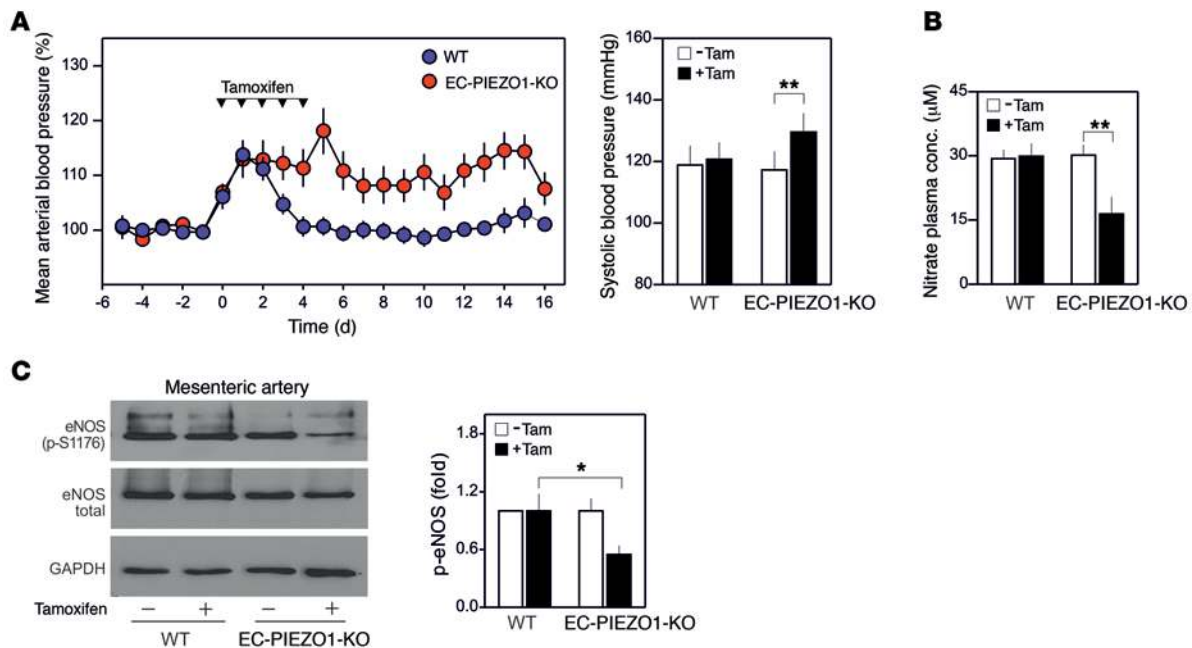 A
Mean arterial blood pressure (%)
130
120
110
100
-6 -4 -2 0 2 4 6 8 10 12 14 16
Time (d)
Tamoxifen
WT
EC-PIEZO1-KO
Systolic blood pressure (mmHg)
160
140
120
100
80
-Tam
+Tam
**
WT EC-PIEZO1-KO
B
Nitrate plasma conc. (μM)
45
30
15
0
-Tam
+Tam
**
WT EC-PIEZO1-KO
C
Mesenteric artery
eNOS
(p-S1176)
eNOS
total
GAPDH
Tamoxifen − + − +
WT EC-PIEZO1-KO
p-eNOS (fold)
1.8
1.2
0.6
0.0
-Tam
+Tam
*
WT EC-PIEZO1-KO